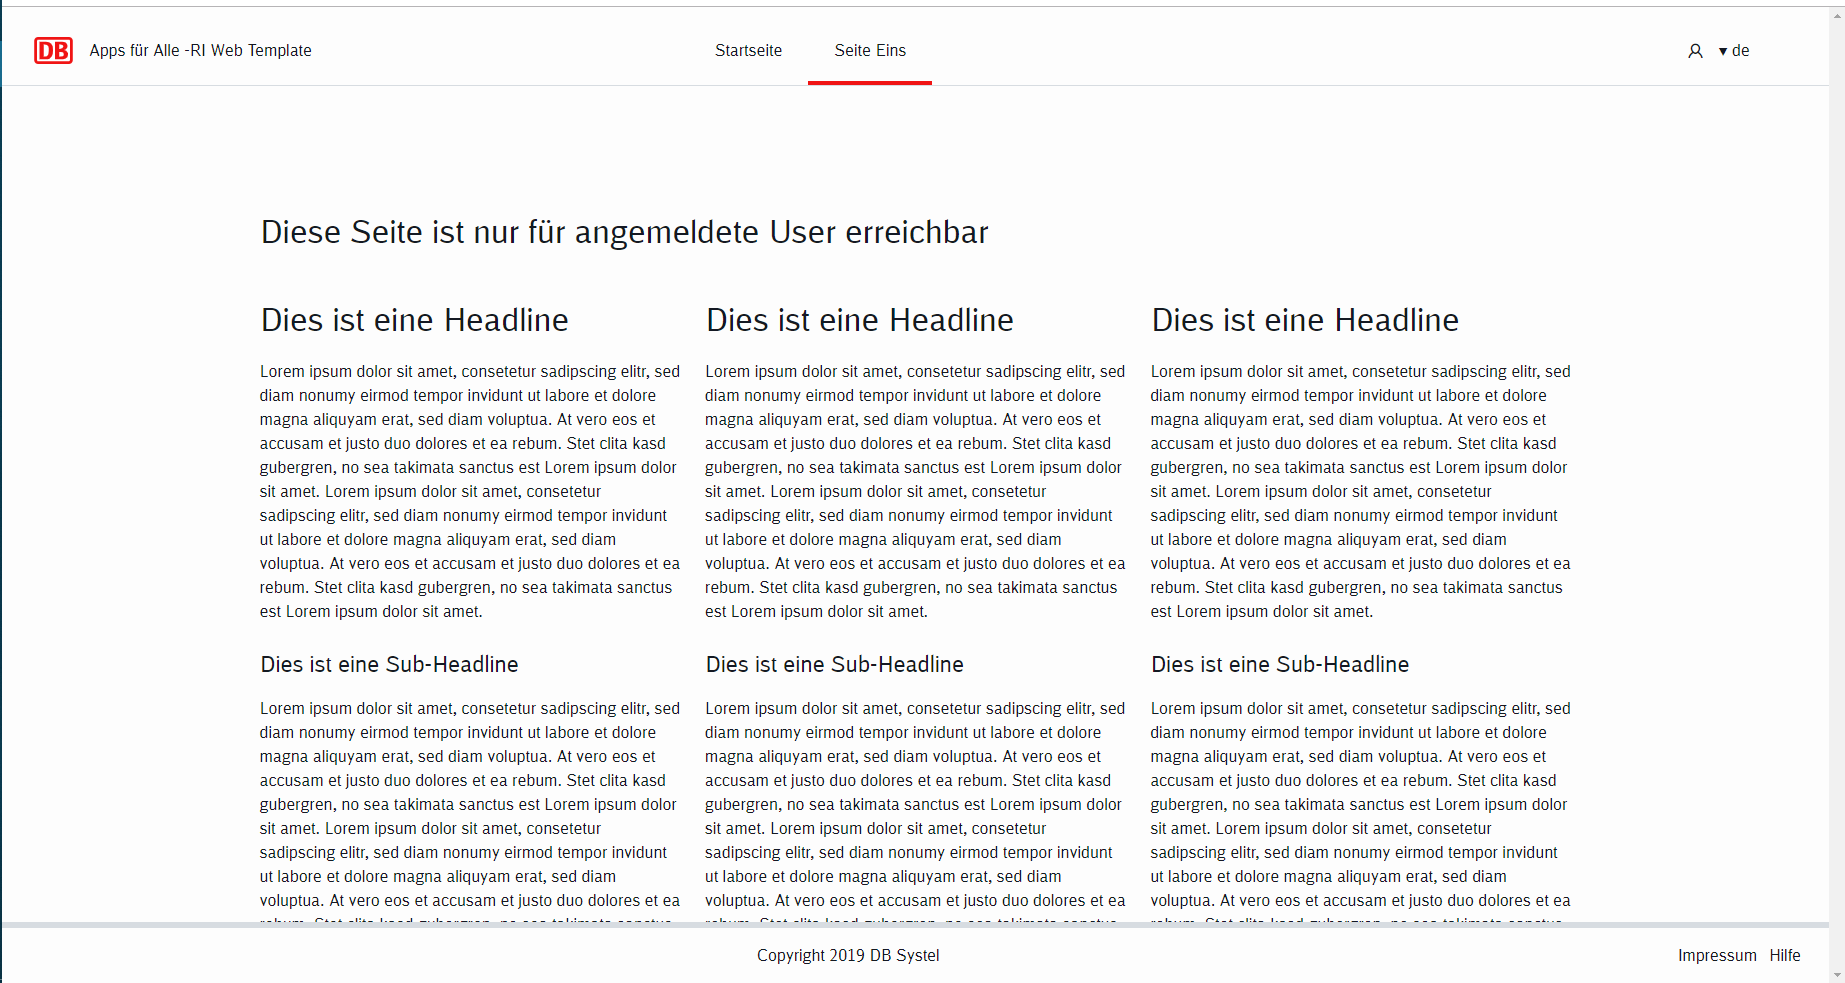 DB Apps für Alle -RI Web Template Startseite Seite Eins ▾ de
Diese Seite ist nur für angemeldete User erreichbar
Dies ist eine Headline
Lorem ipsum dolor sit amet, consetetur sadipscing elitr, sed
diam nonumy eirmod tempor invidunt ut labore et dolore
magna aliquyam erat, sed diam voluptua. At vero eos et
accusam et justo duo dolores et ea rebum. Stet clita kasd
gubergren, no sea takimata sanctus est Lorem ipsum dolor
sit amet. Lorem ipsum dolor sit amet, consetetur
sadipscing elitr, sed diam nonumy eirmod tempor invidunt
ut labore et dolore magna aliquyam erat, sed diam
voluptua. At vero eos et accusam et justo duo dolores et ea
rebum. Stet clita kasd gubergren, no sea takimata sanctus
est Lorem ipsum dolor sit amet.
Dies ist eine Sub-Headline
Lorem ipsum dolor sit amet, consetetur sadipscing elitr, sed
diam nonumy eirmod tempor invidunt ut labore et dolore
magna aliquyam erat, sed diam voluptua. At vero eos et
accusam et justo duo dolores et ea rebum. Stet clita kasd
gubergren, no sea takimata sanctus est Lorem ipsum dolor
sit amet. Lorem ipsum dolor sit amet, consetetur
sadipscing elitr, sed diam nonumy eirmod tempor invidunt
ut labore et dolore magna aliquyam erat, sed diam
voluptua. At vero eos et accusam et justo duo dolores et ea
Dies ist eine Headline
Lorem ipsum dolor sit amet, consetetur sadipscing elitr, sed
diam nonumy eirmod tempor invidunt ut labore et dolore
magna aliquyam erat, sed diam voluptua. At vero eos et
accusam et justo duo dolores et ea rebum. Stet clita kasd
gubergren, no sea takimata sanctus est Lorem ipsum dolor
sit amet. Lorem ipsum dolor sit amet, consetetur
sadipscing elitr, sed diam nonumy eirmod tempor invidunt
ut labore et dolore magna aliquyam erat, sed diam
voluptua. At vero eos et accusam et justo duo dolores et ea
rebum. Stet clita kasd gubergren, no sea takimata sanctus
est Lorem ipsum dolor sit amet.
Dies ist eine Sub-Headline
Lorem ipsum dolor sit amet, consetetur sadipscing elitr, sed
diam nonumy eirmod tempor invidunt ut labore et dolore
magna aliquyam erat, sed diam voluptua. At vero eos et
accusam et justo duo dolores et ea rebum. Stet clita kasd
gubergren, no sea takimata sanctus est Lorem ipsum dolor
sit amet. Lorem ipsum dolor sit amet, consetetur
sadipscing elitr, sed diam nonumy eirmod tempor invidunt
ut labore et dolore magna aliquyam erat, sed diam
voluptua. At vero eos et accusam et justo duo dolores et ea
Dies ist eine Headline
Lorem ipsum dolor sit amet, consetetur sadipscing elitr, sed
diam nonumy eirmod tempor invidunt ut labore et dolore
magna aliquyam erat, sed diam voluptua. At vero eos et
accusam et justo duo dolores et ea rebum. Stet clita kasd
gubergren, no sea takimata sanctus est Lorem ipsum dolor
sit amet. Lorem ipsum dolor sit amet, consetetur
sadipscing elitr, sed diam nonumy eirmod tempor invidunt
ut labore et dolore magna aliquyam erat, sed diam
voluptua. At vero eos et accusam et justo duo dolores et ea
rebum. Stet clita kasd gubergren, no sea takimata sanctus
est Lorem ipsum dolor sit amet.
Dies ist eine Sub-Headline
Lorem ipsum dolor sit amet, consetetur sadipscing elitr, sed
diam nonumy eirmod tempor invidunt ut labore et dolore
magna aliquyam erat, sed diam voluptua. At vero eos et
accusam et justo duo dolores et ea rebum. Stet clita kasd
gubergren, no sea takimata sanctus est Lorem ipsum dolor
sit amet. Lorem ipsum dolor sit amet, consetetur
sadipscing elitr, sed diam nonumy eirmod tempor invidunt
ut labore et dolore magna aliquyam erat, sed diam
voluptua. At vero eos et accusam et justo duo dolores et ea
Copyright 2019 DB Systel Impressum Hilfe